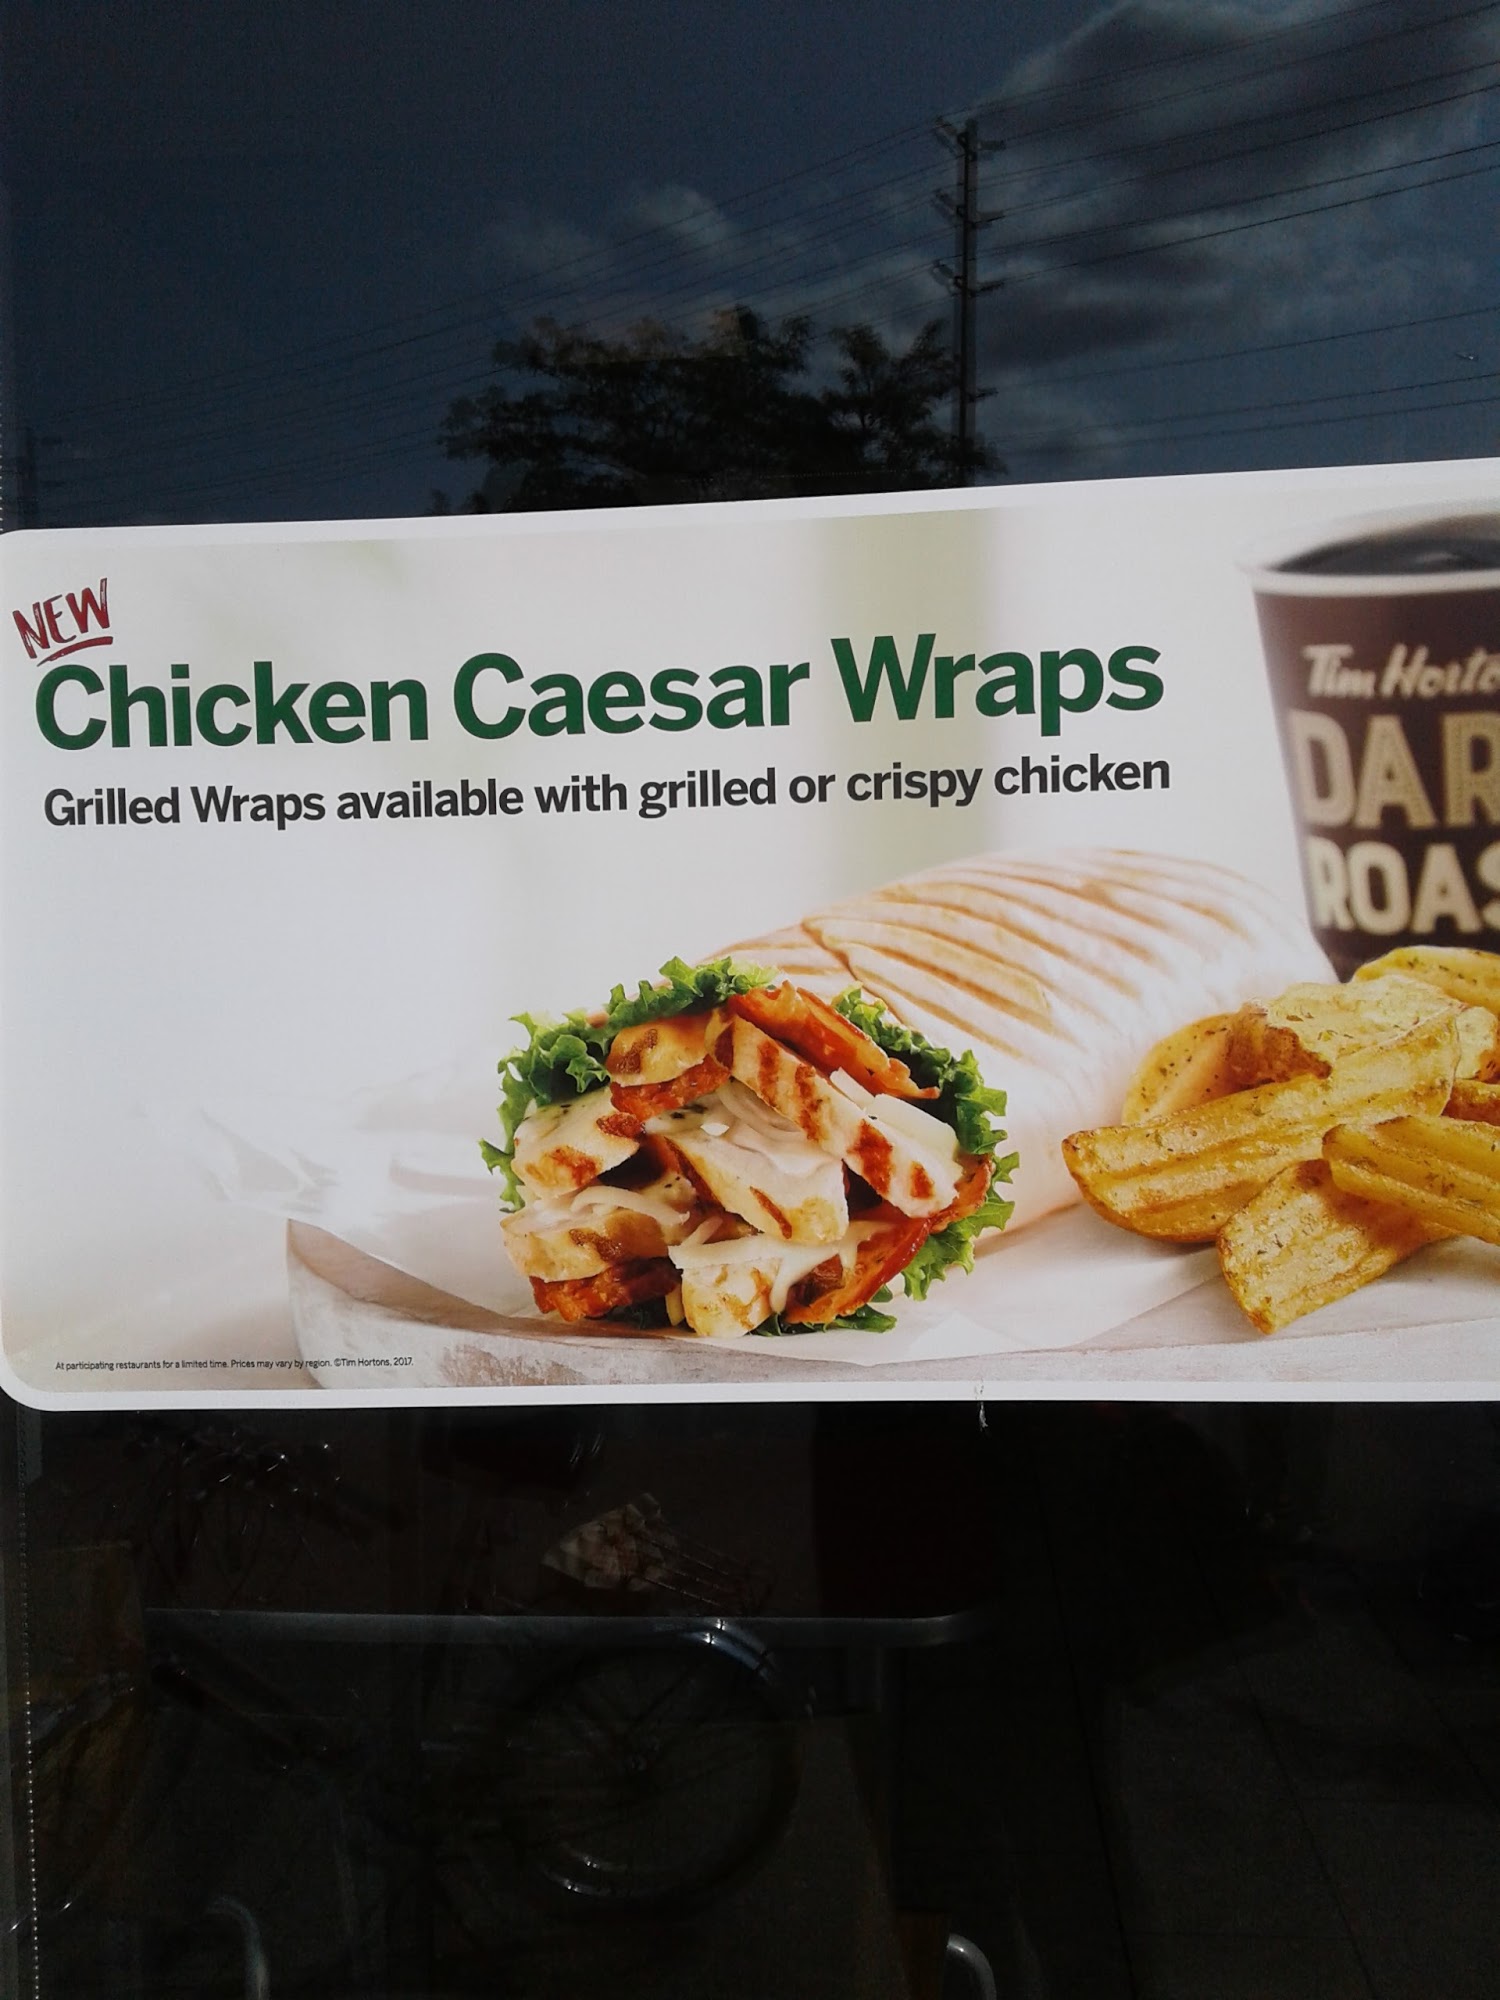 NEW
Chicken Caesar Wraps
Grilled Wraps available with grilled or crispy chicken
Tim Horto
DAR
ROAS
At participating restaurants for a limited time. Prices may vary by region. ©Tim Hortons, 2017.